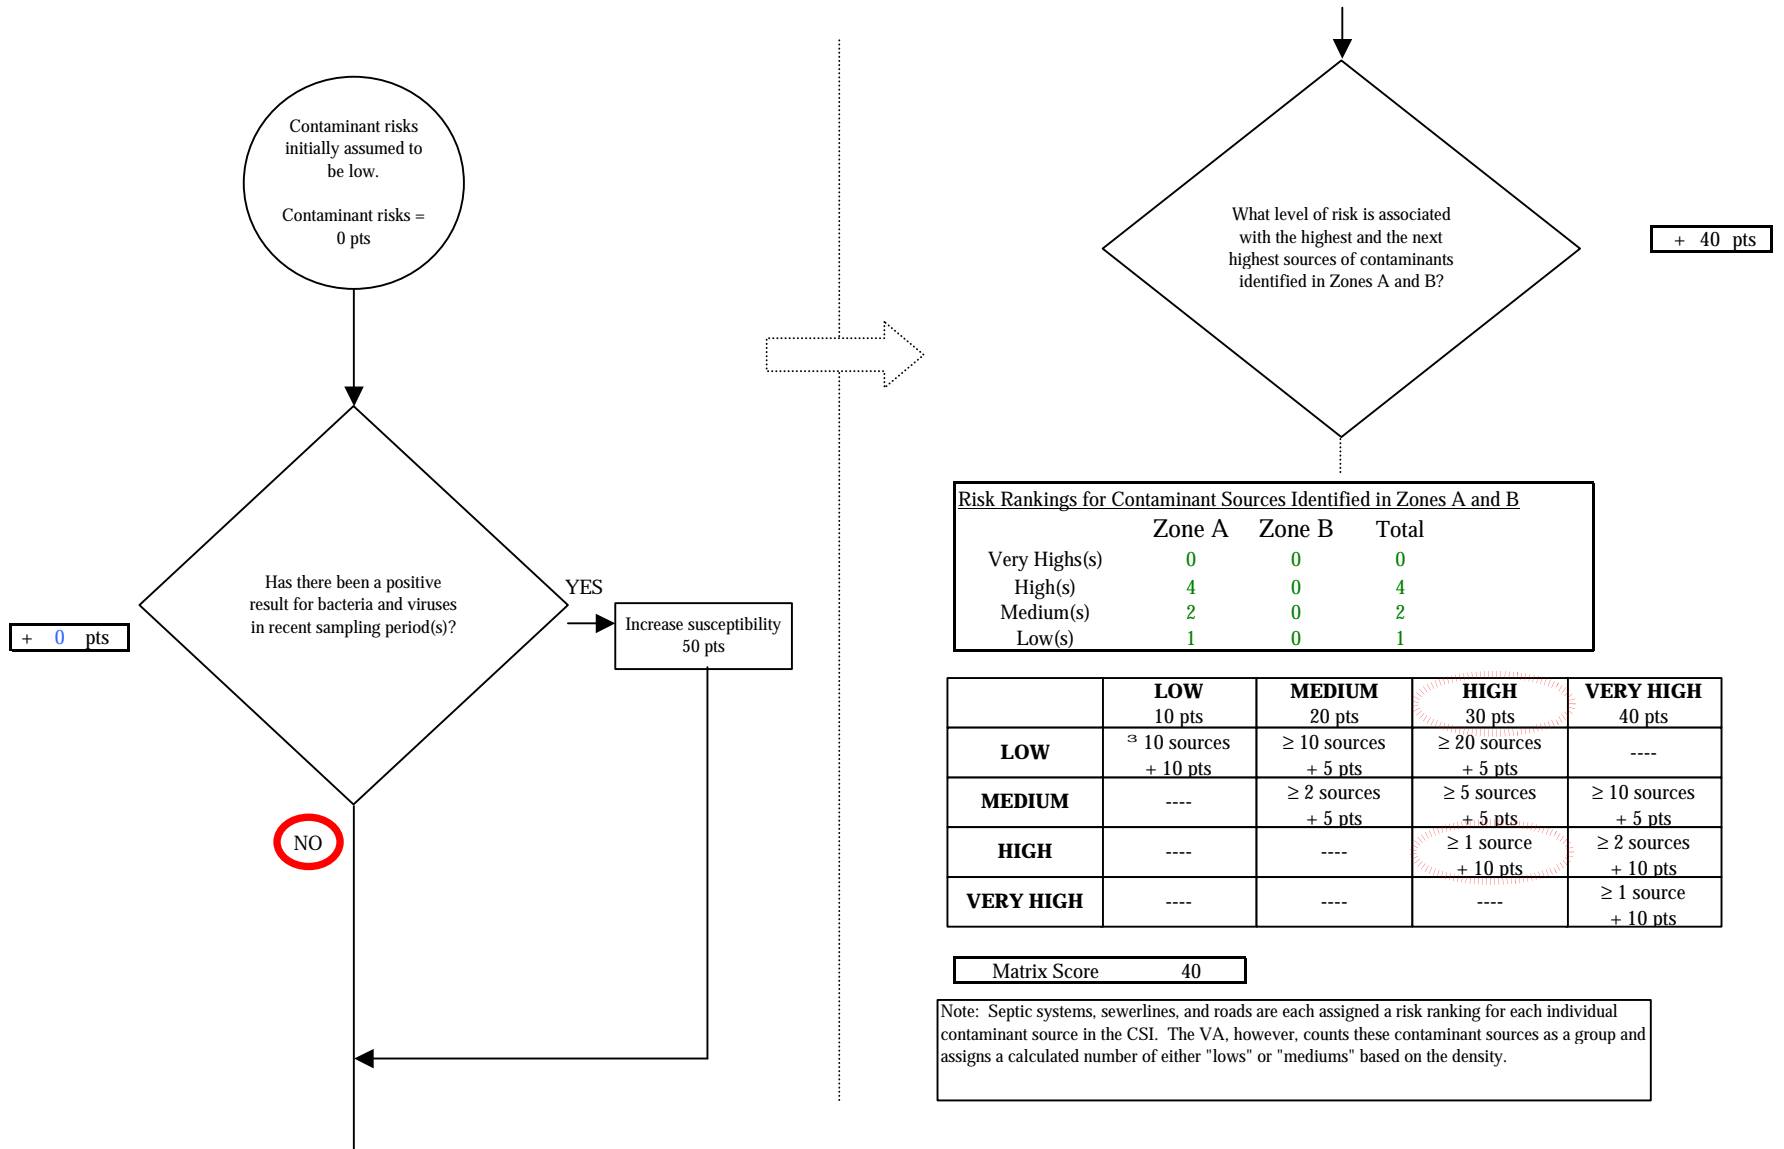 Contaminant risks
initially assumed to
be low.
Contaminant risks =
0 pts
Has there been a positive
result for bacteria and viruses
in recent sampling period(s)?
+ 0 pts
YES
Increase susceptibility
50 pts
NO
What level of risk is associated
with the highest and the next
highest sources of contaminants
identified in Zones A and B?
+ 40 pts
Risk Rankings for Contaminant Sources Identified in Zones A and B
Zone A Zone B Total
Very Highs(s) 0 0 0
High(s) 4 0 4
Medium(s) 2 0 2
Low(s) 1 0 1
LOW MEDIUM HIGH VERY HIGH
10 pts 20 pts 30 pts 40 pts
LOW ³ 10 sources ≥ 10 sources ≥ 20 sources ----
+ 10 pts + 5 pts + 5 pts
MEDIUM ---- ≥ 2 sources ≥ 5 sources ≥ 10 sources
+ 5 pts + 5 pts + 5 pts
HIGH ---- ---- ≥ 1 source ≥ 2 sources
+ 10 pts + 10 pts
VERY HIGH ---- ---- ---- ≥ 1 source
+ 10 pts
Matrix Score 40
Note: Septic systems, sewerlines, and roads are each assigned a risk ranking for each individual
contaminant source in the CSI. The VA, however, counts these contaminant sources as a group and
assigns a calculated number of either "lows" or "mediums" based on the density.